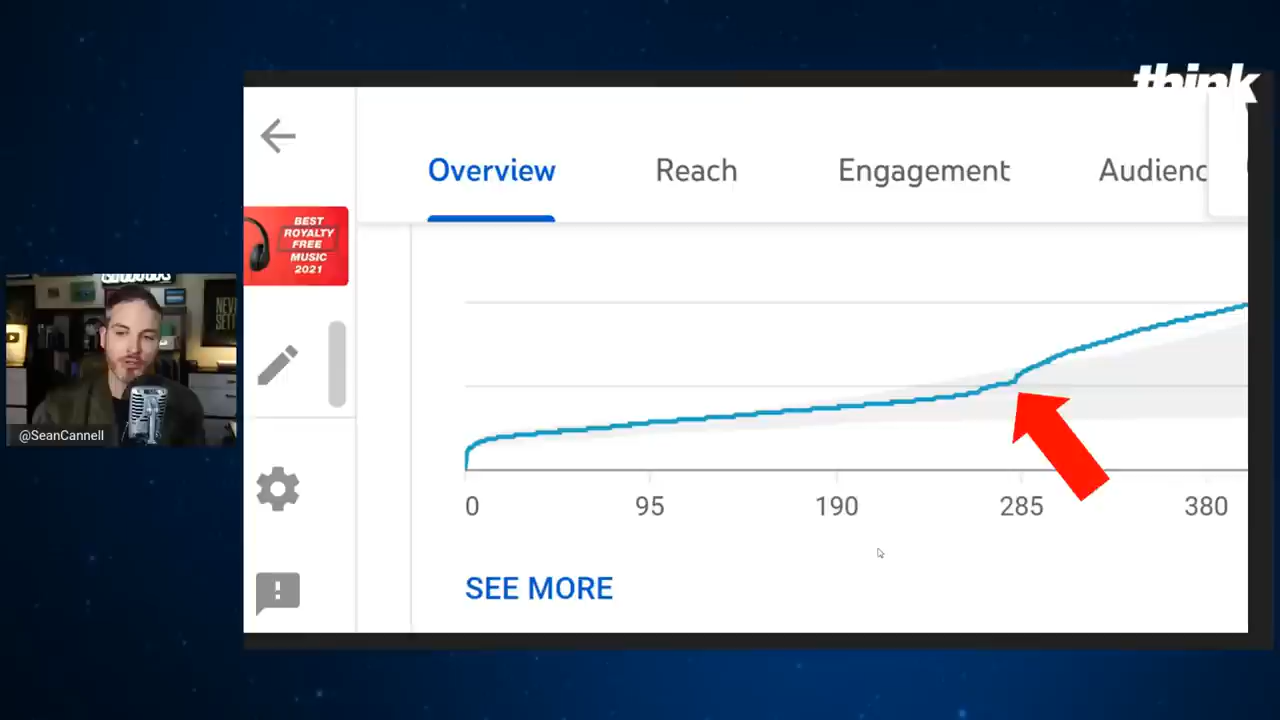 think
Overview
Reach
Engagement
Audienc
BEST
ROYALTY
FREE
MUSIC
2021
@SeanCannell
0
95
190
285
380
SEE MORE